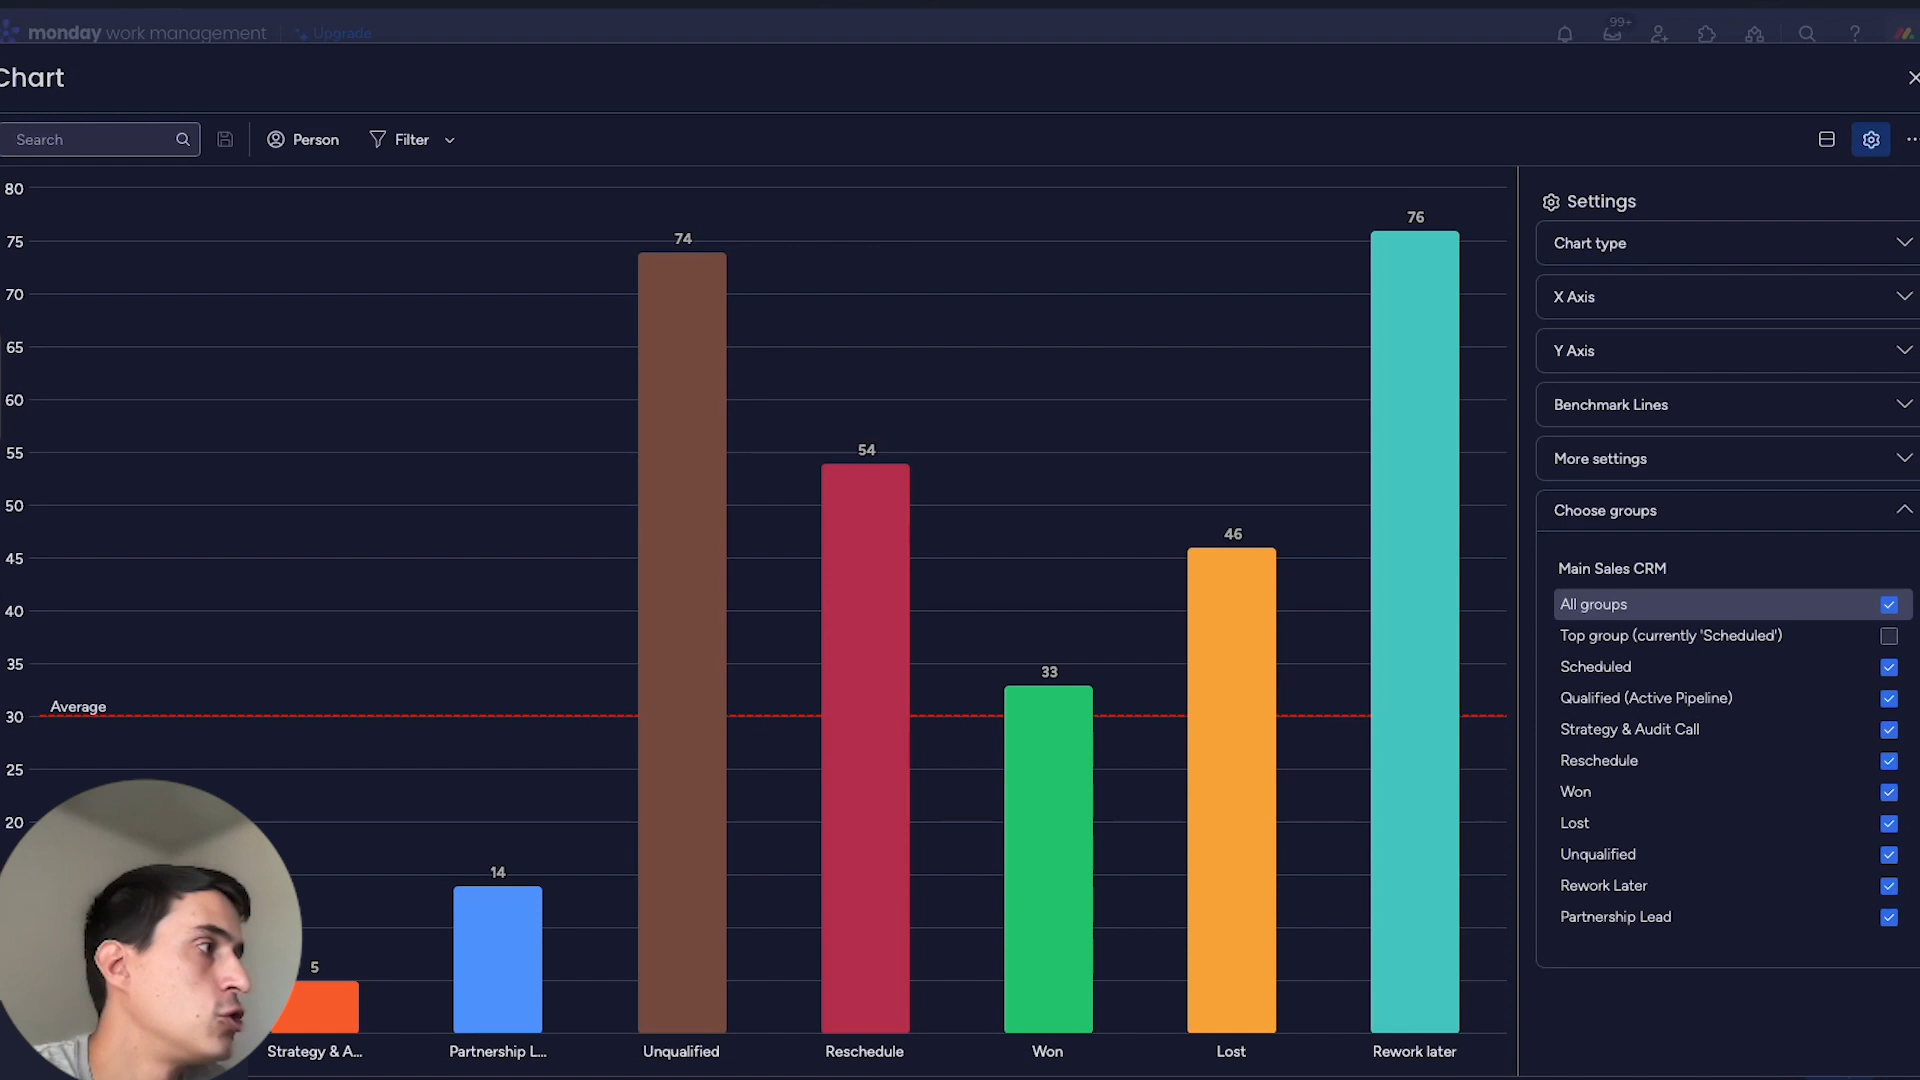 monday work management
Upgrade
99+
Chart
Search
Person
Filter
80
75
70
65
60
55
50
45
40
35
30
25
20
Average
5
14
74
54
33
46
76
Strategy & A...
Partnership L...
Unqualified
Reschedule
Won
Lost
Rework later
Settings
Chart type
X Axis
Y Axis
Benchmark Lines
More settings
Choose groups
Main Sales CRM
All groups
Top group (currently 'Scheduled')
Scheduled
Qualified (Active Pipeline)
Strategy & Audit Call
Reschedule
Won
Lost
Unqualified
Rework Later
Partnership Lead